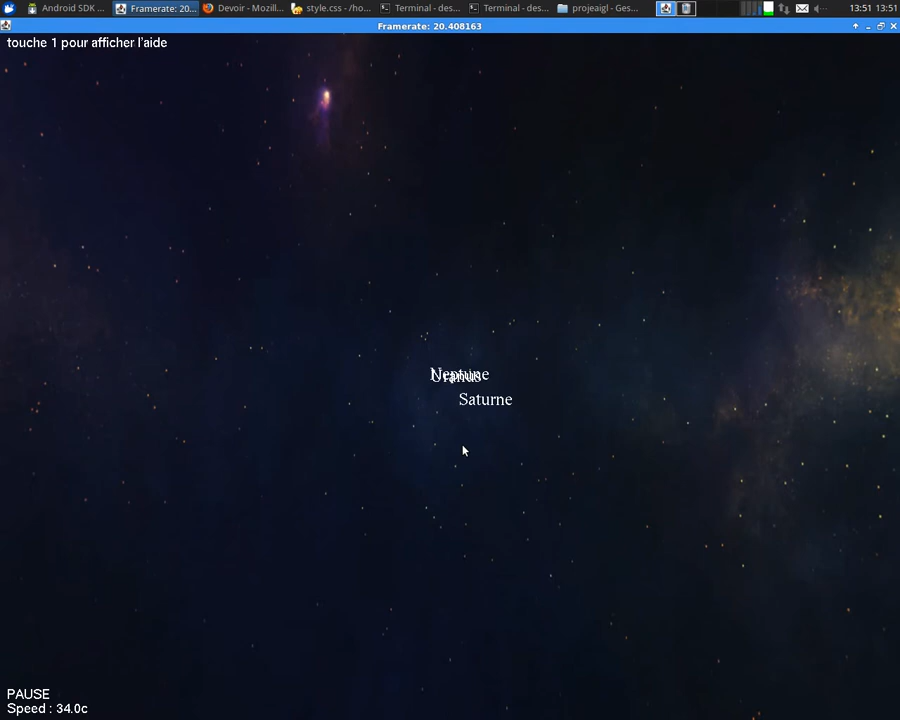 Android SDK ...
Framerate: 20...
Devoir - Mozill...
style.css - /ho...
Terminal - des...
Terminal - des...
projeaigl - Ges...
13:51 13:51
Framerate: 20.408163
touche 1 pour afficher l'aide
Neptune
Uranus
Saturne
PAUSE
Speed : 34.0c